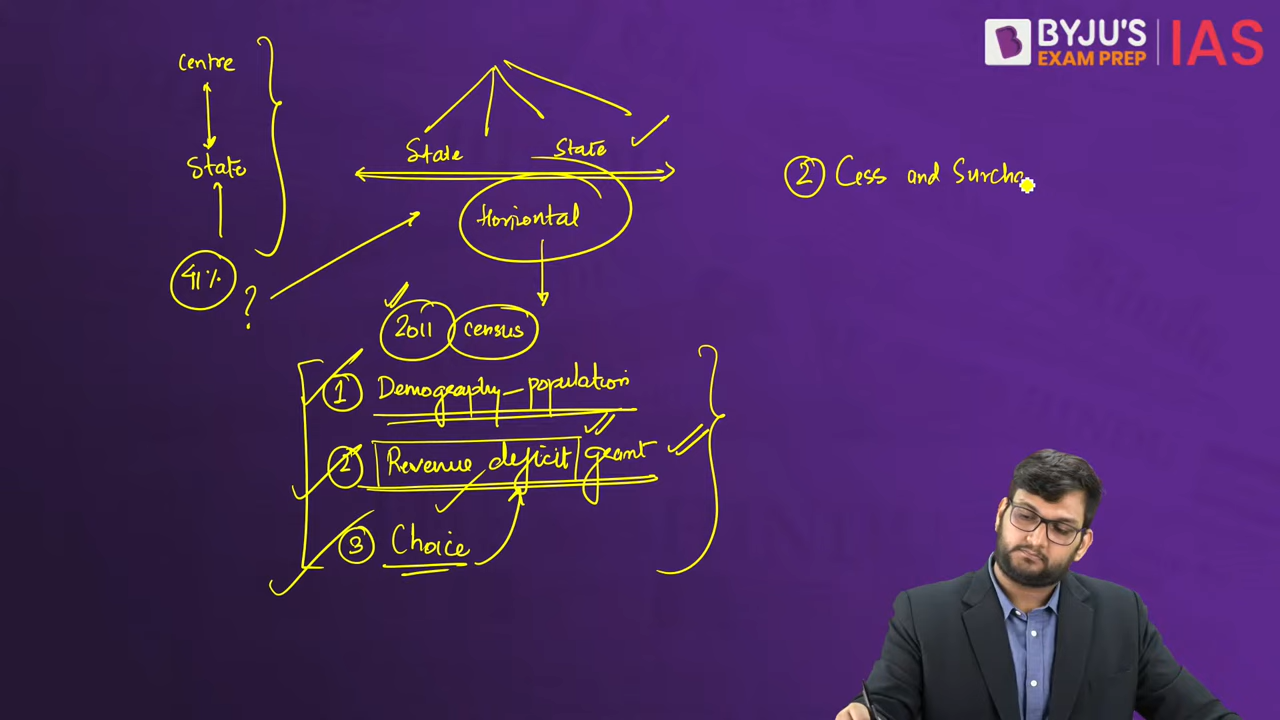 BYJU'S
EXAM PREP
IAS
Centre
State
41%
?
State State
Horizontal
2011 census
1 Demography - population
2 Revenue deficit grant
3 Choice
2 Cess and Surcha